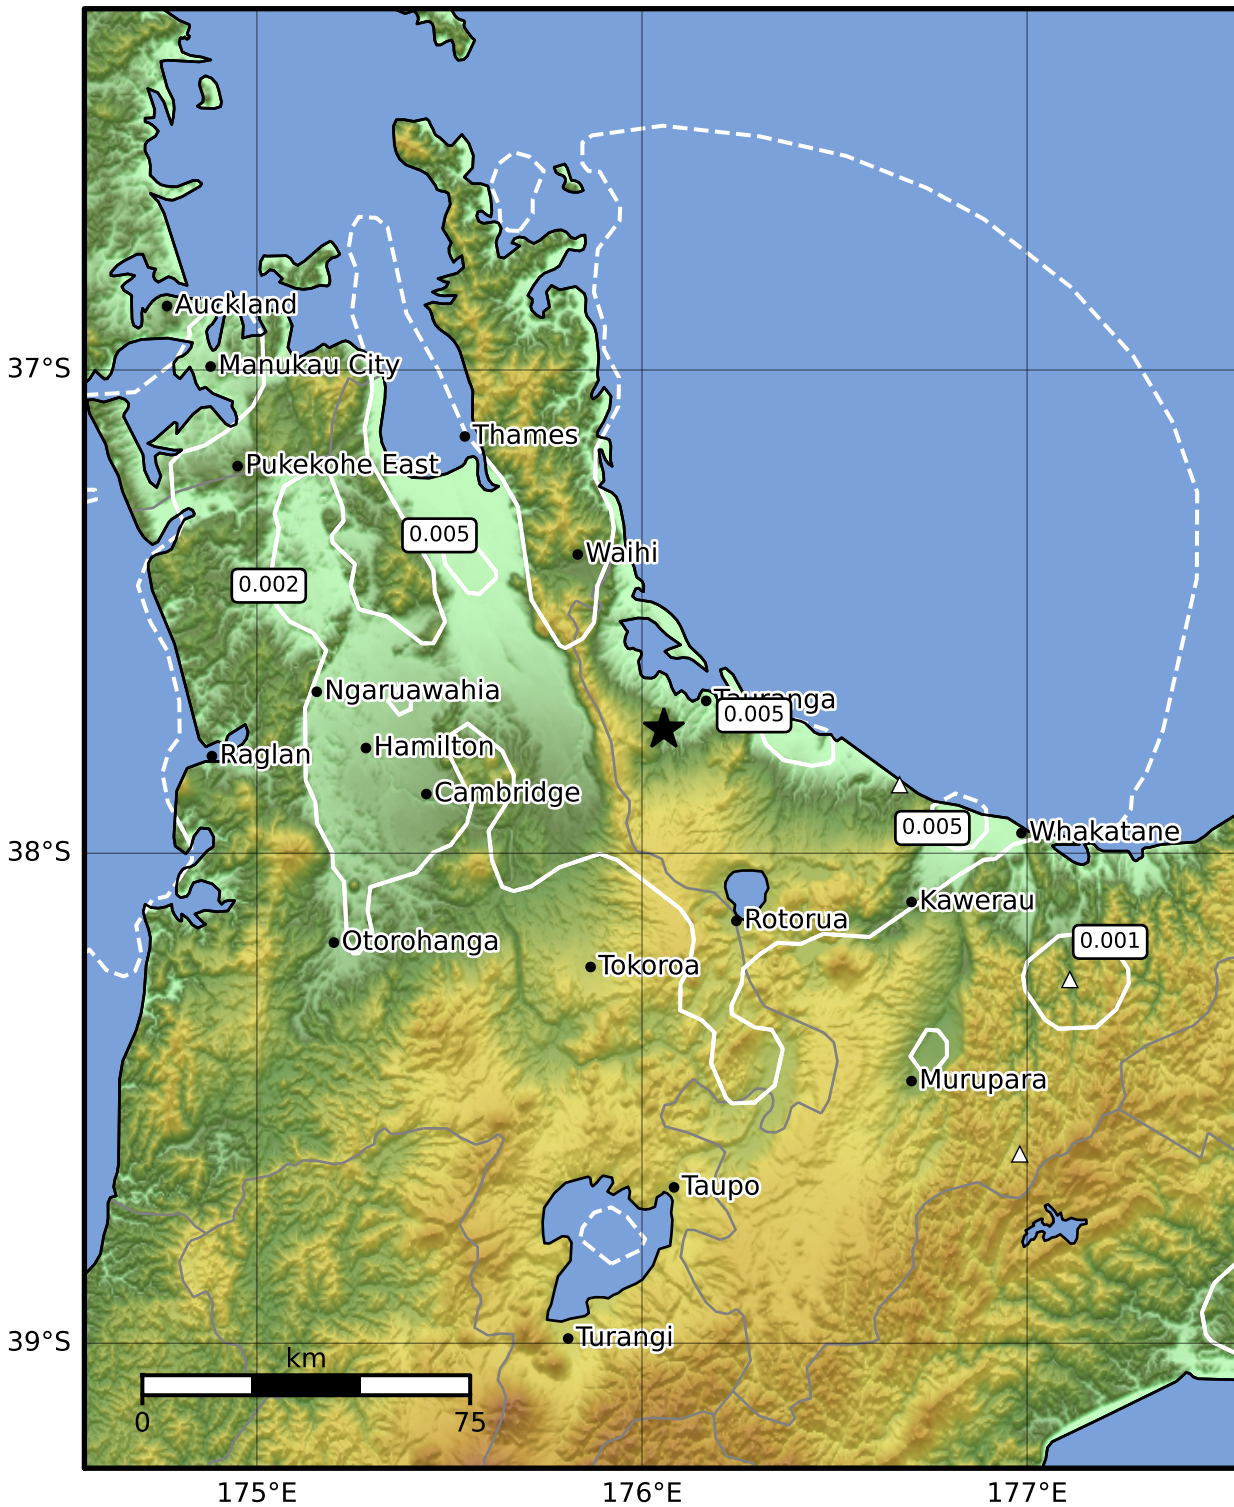 Auckland
37°S
Manukau City
Thames
Pukekohe East
0.005
Waihi
0.002
Ngaruawahia
Tauranga
0.005
Hamilton
Raglan
Cambridge
0.005
Whakatane
38°S
Kawerau
Rotorua
Otorohanga
0.001
Tokoroa
Murupara
Taupo
Turangi
39°S
km
0
75
175°E
176°E
177°E